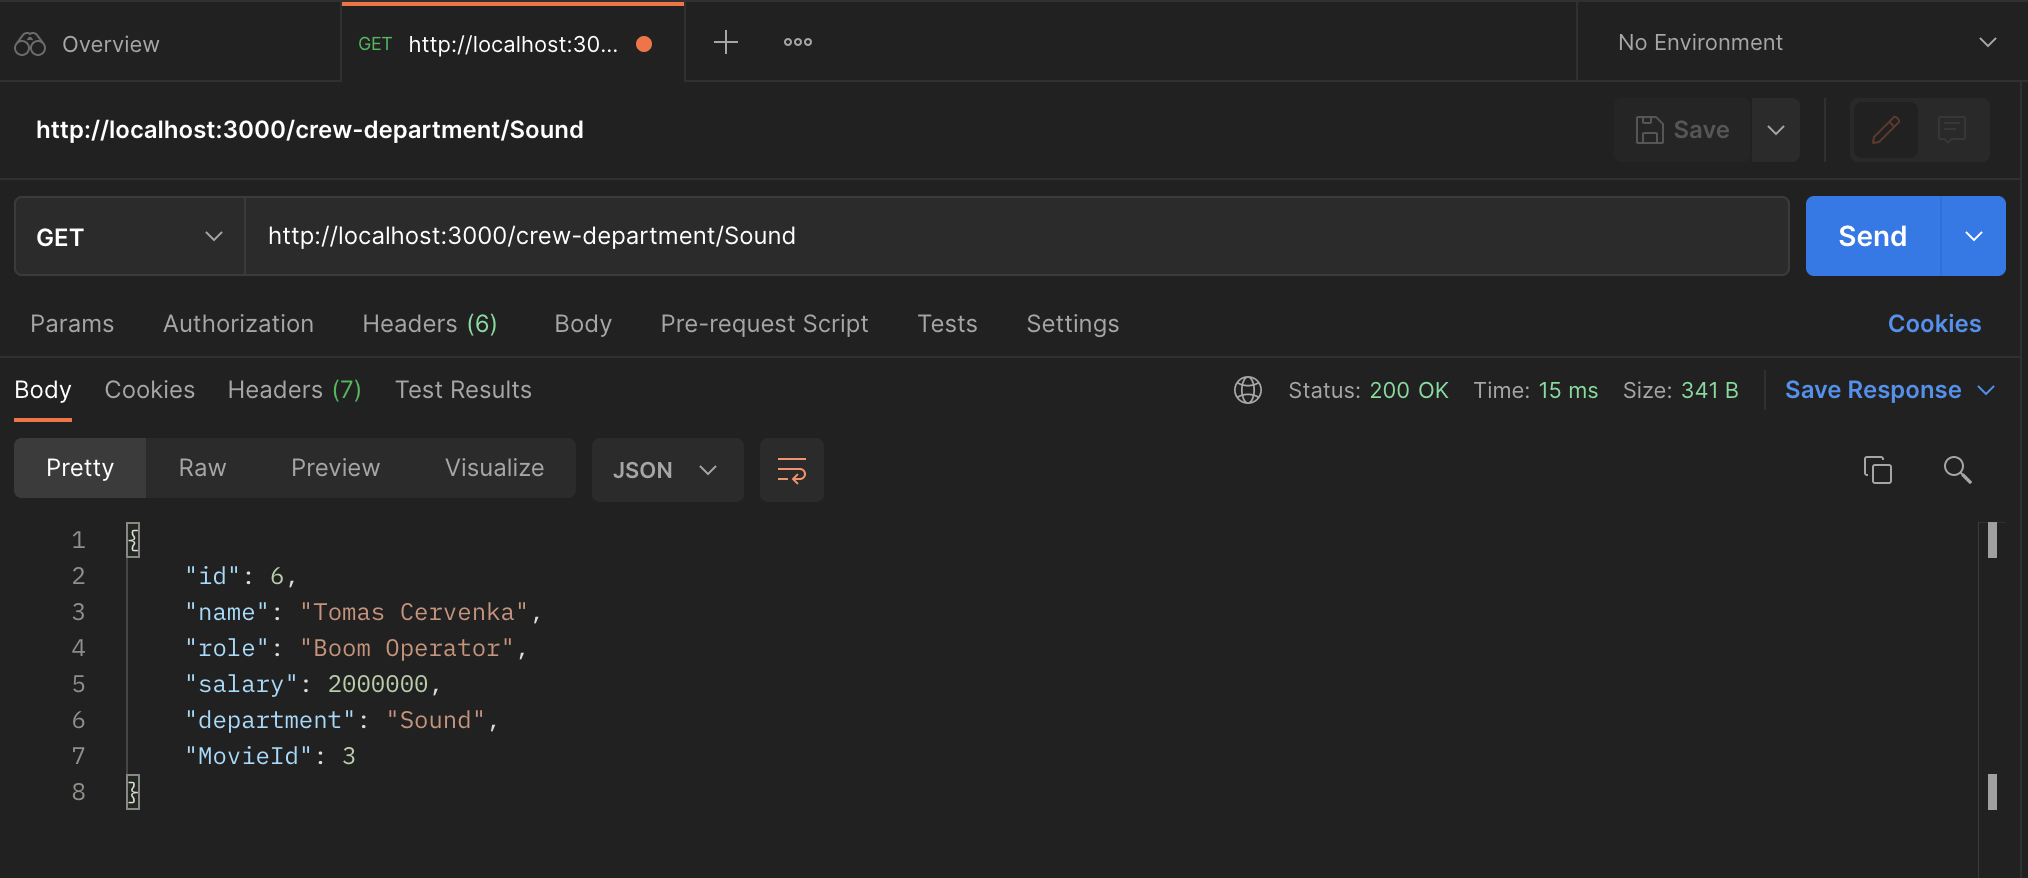 Overview
GET http://localhost:30...
No Environment
http://localhost:3000/crew-department/Sound
Save
GET
http://localhost:3000/crew-department/Sound
Send
Params Authorization Headers (6) Body Pre-request Script Tests Settings Cookies
Body Cookies Headers (7) Test Results Status: 200 OK Time: 15 ms Size: 341 B Save Response
Pretty Raw Preview Visualize JSON
1 {
2 "id": 6,
3 "name": "Tomas Cervenka",
4 "role": "Boom Operator",
5 "salary": 2000000,
6 "department": "Sound",
7 "MovieId": 3
8 }